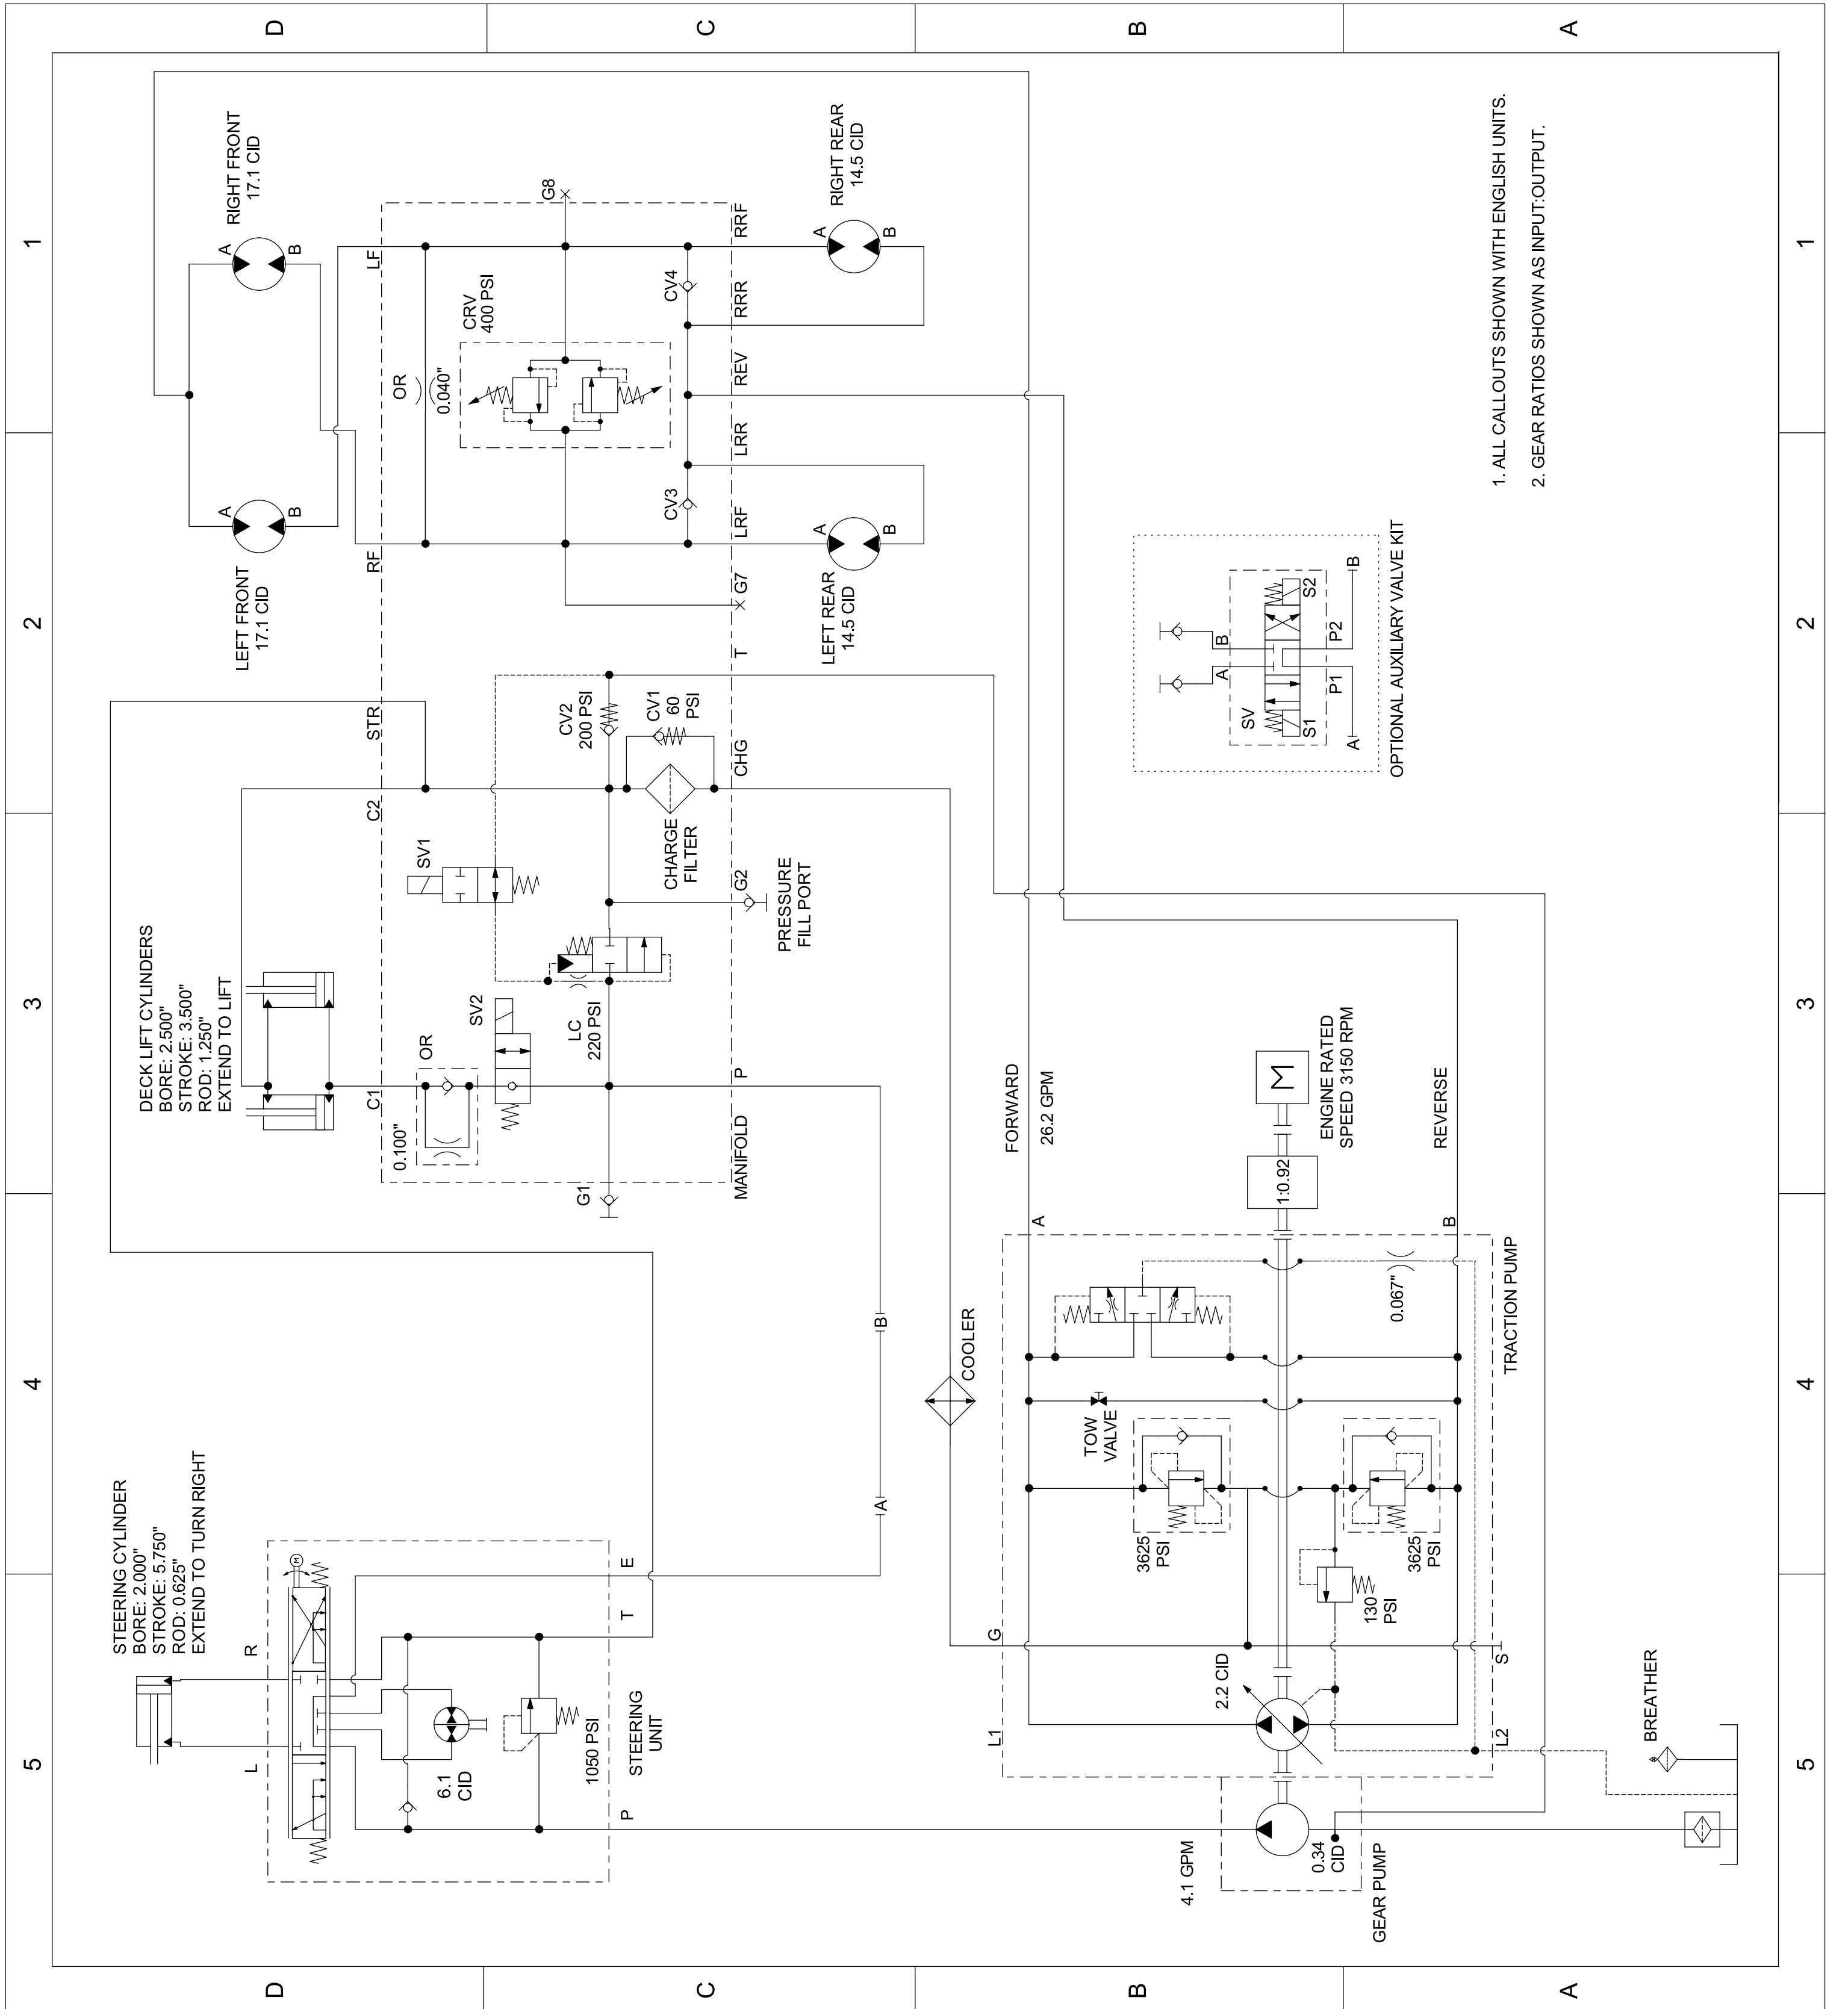 D
C
B
A
1
2
3
4
5
1
2
3
4
5
D
C
B
A
STEERING CYLINDER
BORE: 2.000"
STROKE: 5.750"
ROD: 0.625"
EXTEND TO TURN RIGHT
L
R
M
6.1
CID
1050 PSI
STEERING
UNIT
P
T
E
A
B
DECK LIFT CYLINDERS
BORE: 2.500"
STROKE: 3.500"
ROD: 1.250"
EXTEND TO LIFT
C1
0.100"
OR
SV2
LC
220 PSI
G1
MANIFOLD
P
C2
STR
SV1
CV2
200 PSI
CV1
60
PSI
CHARGE
FILTER
G2
CHG
T
G7
PRESSURE
FILL PORT
LEFT FRONT
17.1 CID
A
B
RIGHT FRONT
17.1 CID
A
B
RF
LF
OR
0.040"
CRV
400 PSI
G8
CV3
CV4
LRF
LRR
REV
RRR
RRF
LEFT REAR
14.5 CID
A
B
RIGHT REAR
14.5 CID
A
B
COOLER
FORWARD
26.2 GPM
A
L1
G
TOW
VALVE
3625
PSI
3625
PSI
130
PSI
0.067"
2.2 CID
S
L2
B
TRACTION PUMP
1:0.92
M
ENGINE RATED
SPEED 3150 RPM
REVERSE
4.1 GPM
0.34
CID
GEAR PUMP
BREATHER
A
B
SV
S1
S2
P1
P2
A
B
OPTIONAL AUXILIARY VALVE KIT
1. ALL CALLOUTS SHOWN WITH ENGLISH UNITS.
2. GEAR RATIOS SHOWN AS INPUT:OUTPUT.